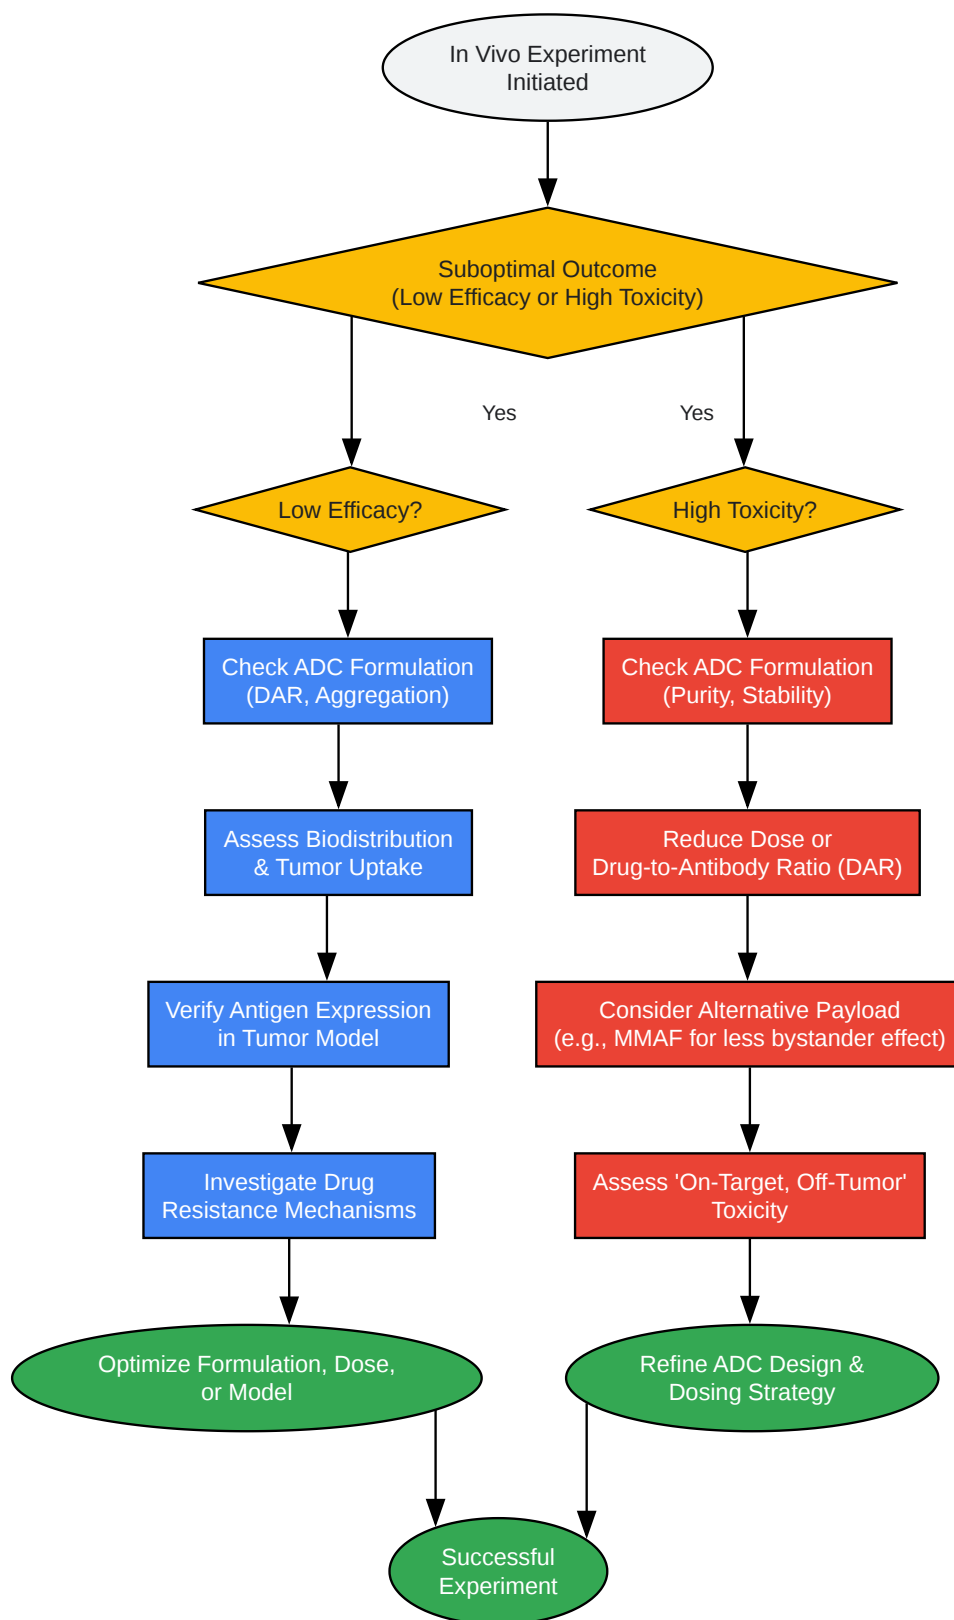 In Vivo Experiment
Initiated
Suboptimal Outcome
(Low Efficacy or High Toxicity)
Yes
Yes
Low Efficacy?
High Toxicity?
Check ADC Formulation
(DAR, Aggregation)
Check ADC Formulation
(Purity, Stability)
Assess Biodistribution
& Tumor Uptake
Reduce Dose or
Drug-to-Antibody Ratio (DAR)
Verify Antigen Expression
in Tumor Model
Consider Alternative Payload
(e.g., MMAF for less bystander effect)
Investigate Drug
Resistance Mechanisms
Assess 'On-Target, Off-Tumor'
Toxicity
Optimize Formulation, Dose,
or Model
Refine ADC Design &
Dosing Strategy
Successful
Experiment